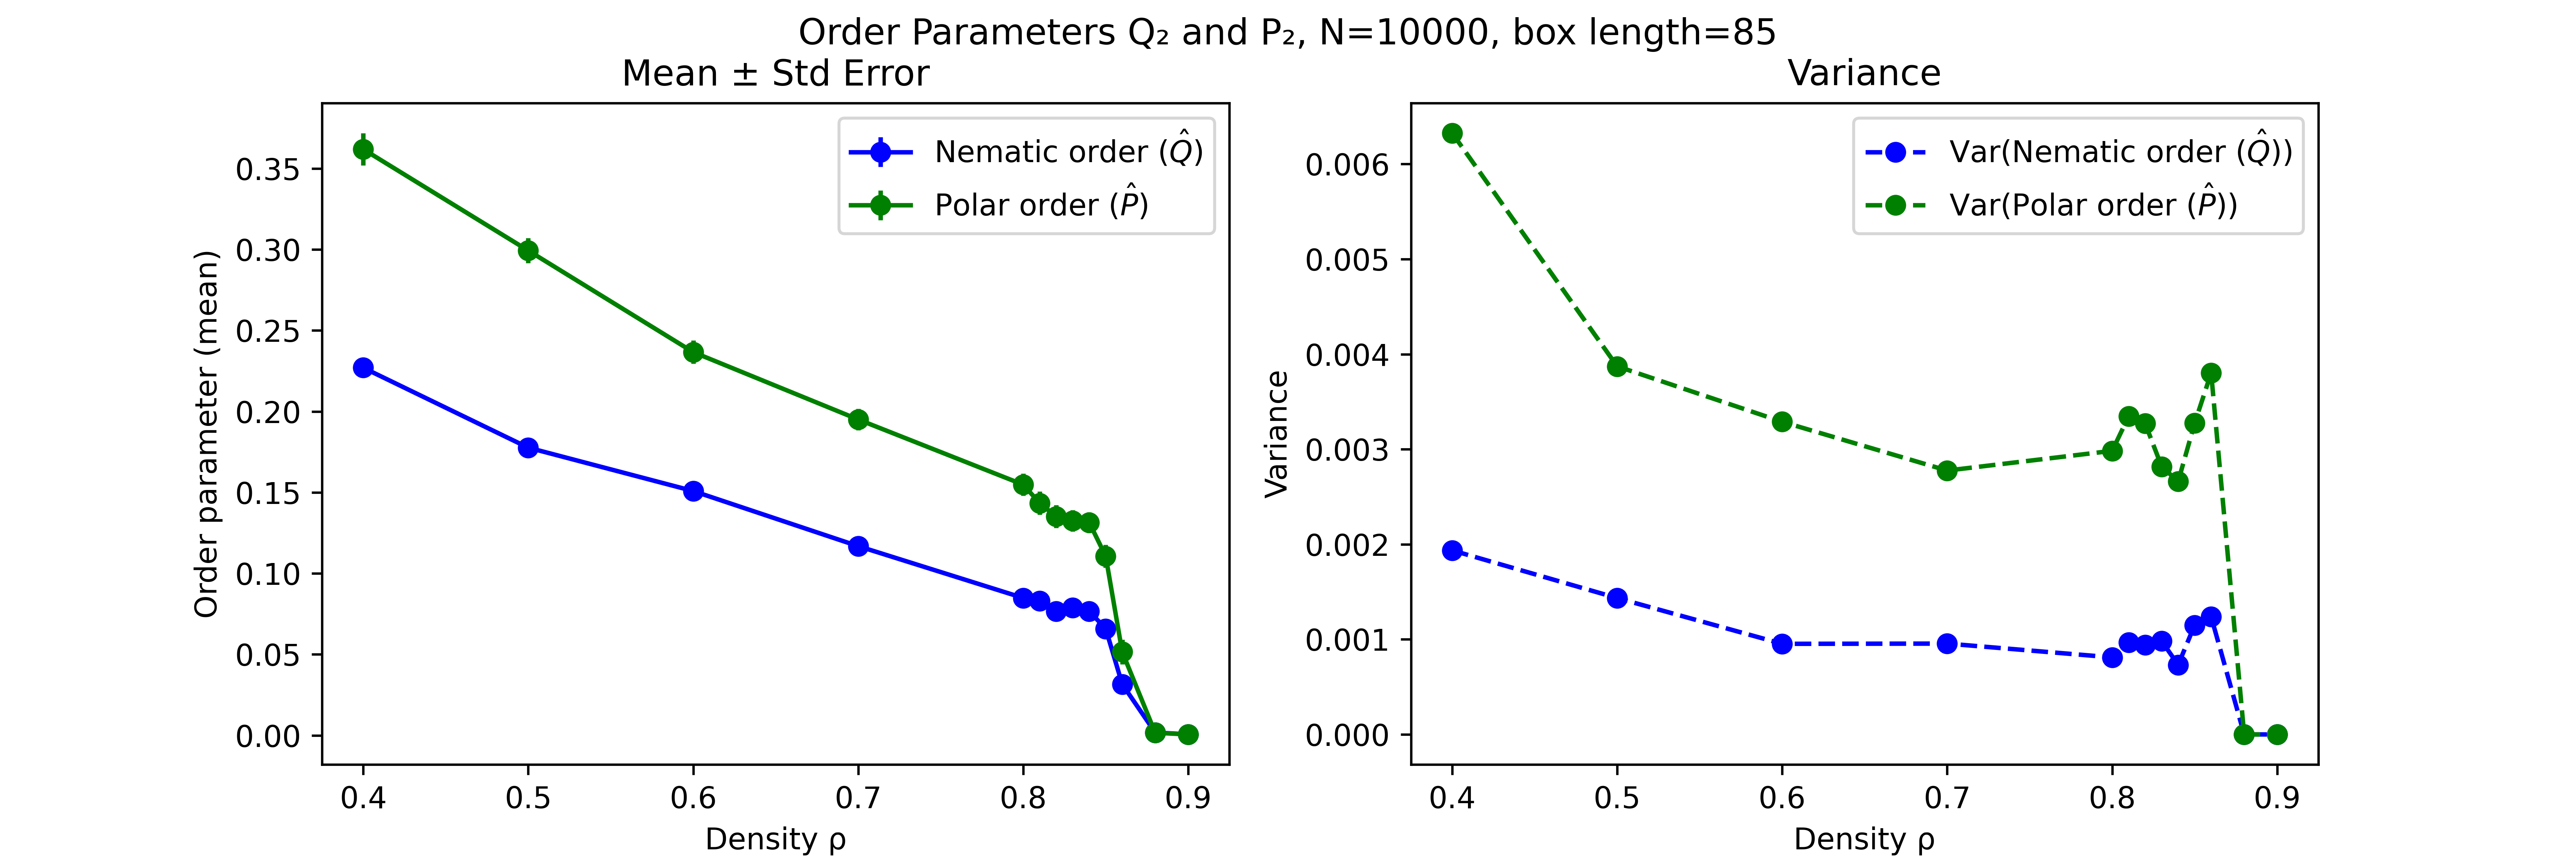 Order Parameters Q₂ and P₂, N=10000, box length=85
Mean ± Std Error
Order parameter (mean)
0.35
0.30
0.25
0.20
0.15
0.10
0.05
0.00
Nematic order (Q̂)
Polar order (P̂)
0.4 0.5 0.6 0.7 0.8 0.9
Density ρ
Variance
Variance
0.006
0.005
0.004
0.003
0.002
0.001
0.000
Var(Nematic order (Q̂))
Var(Polar order (P̂))
0.4 0.5 0.6 0.7 0.8 0.9
Density ρ